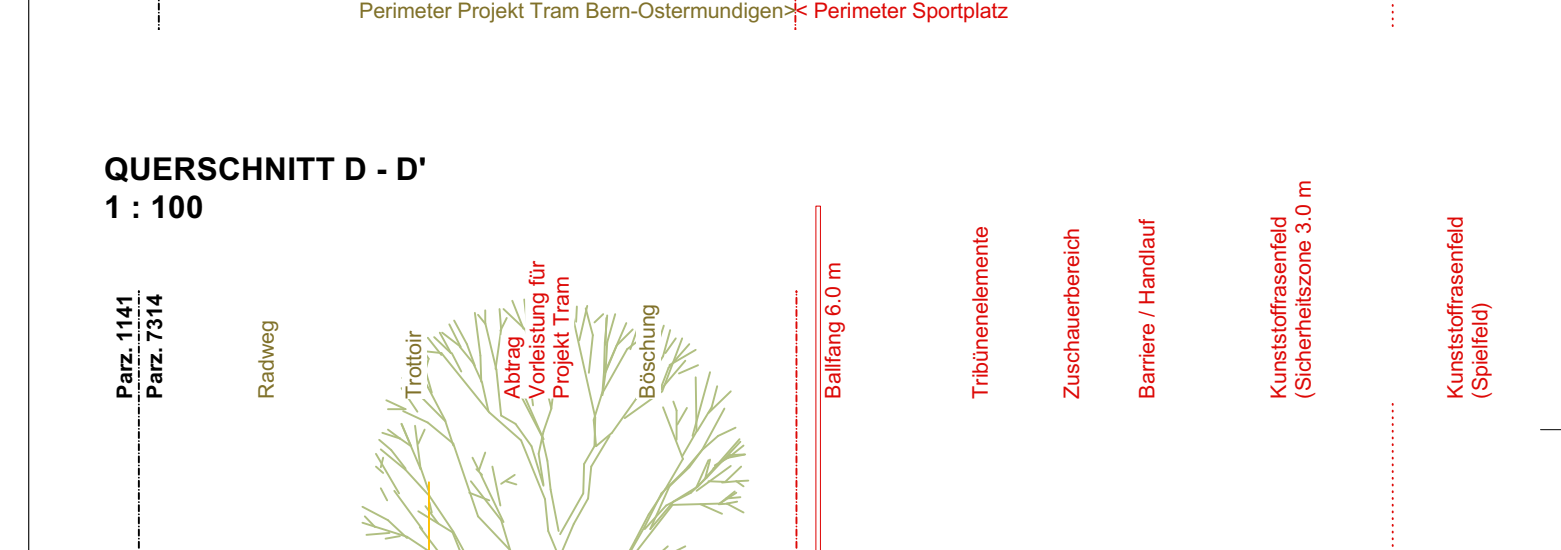 Perimeter Projekt Tram Bern-Ostermundigen>
< Perimeter Sportplatz
QUERSCHNITT D - D'
1 : 100
Parz. 1141
Parz. 7314
Radweg
Trottoir
Abtrag
Vorleistung für
Projekt Tram
Böschung
Ballfang 6.0 m
Tribünenelemente
Zuschauerbereich
Barriere / Handlauf
Kunststoffrasenfeld
(Sicherheitszone 3.0 m
Kunststoffrasenfeld
(Spielfeld)